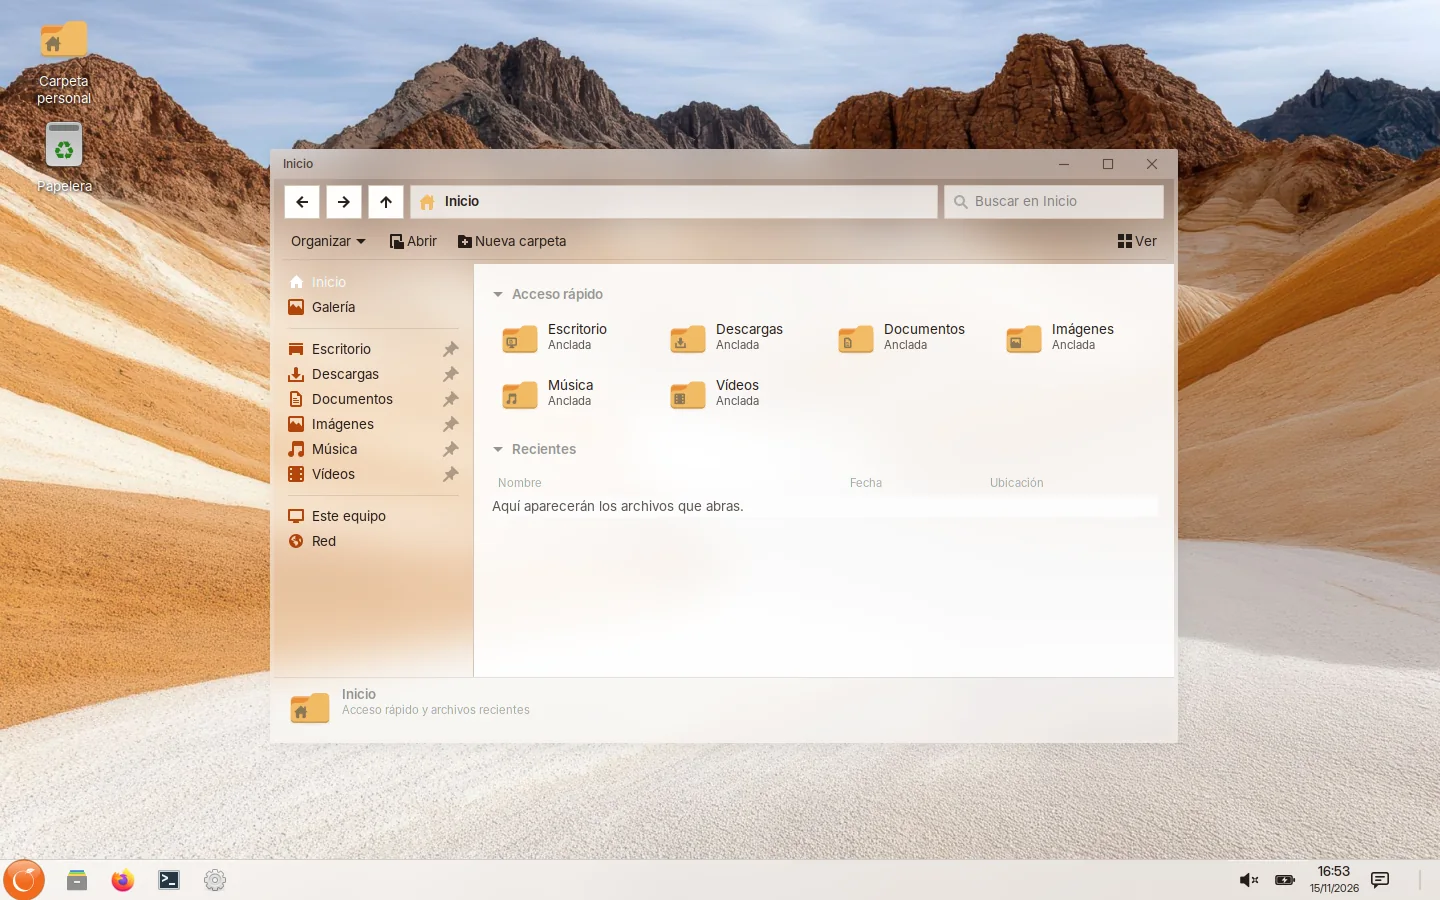 Carpeta
personal
Papelera
Inicio
Inicio
Buscar en Inicio
Organizar
Abrir
Nueva carpeta
Ver
Inicio
Galería
Escritorio
Descargas
Documentos
Imágenes
Música
Vídeos
Este equipo
Red
Acceso rápido
Escritorio
Anclada
Descargas
Anclada
Documentos
Anclada
Imágenes
Anclada
Música
Anclada
Vídeos
Anclada
Recientes
Nombre Fecha Ubicación
Aquí aparecerán los archivos que abras.
Inicio
Acceso rápido y archivos recientes
16:53
15/11/2026